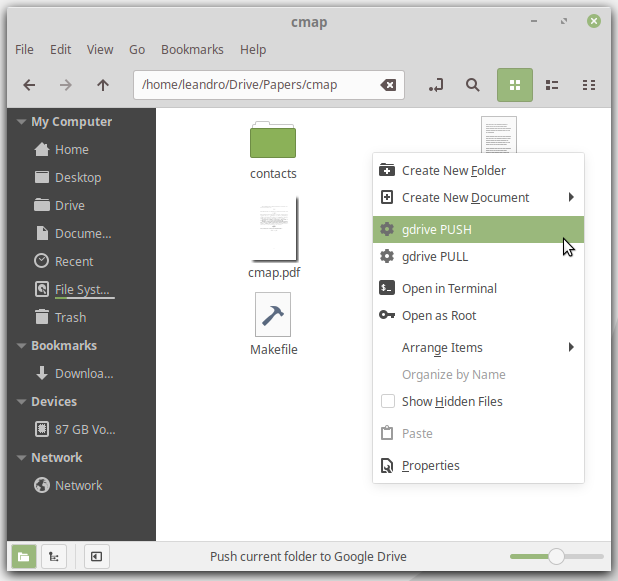 cmap
File Edit View Go Bookmarks Help
/home/leandro/Drive/Papers/cmap
My Computer
Home
Desktop
Drive
Docume...
Recent
File Syst...
Trash
Bookmarks
Downloa...
Devices
87 GB Vo...
Network
Network
contacts
cmap.pdf
Makefile
Create New Folder
Create New Document
gdrive PUSH
gdrive PULL
Open in Terminal
Open as Root
Arrange Items
Organize by Name
Show Hidden Files
Paste
Properties
Push current folder to Google Drive